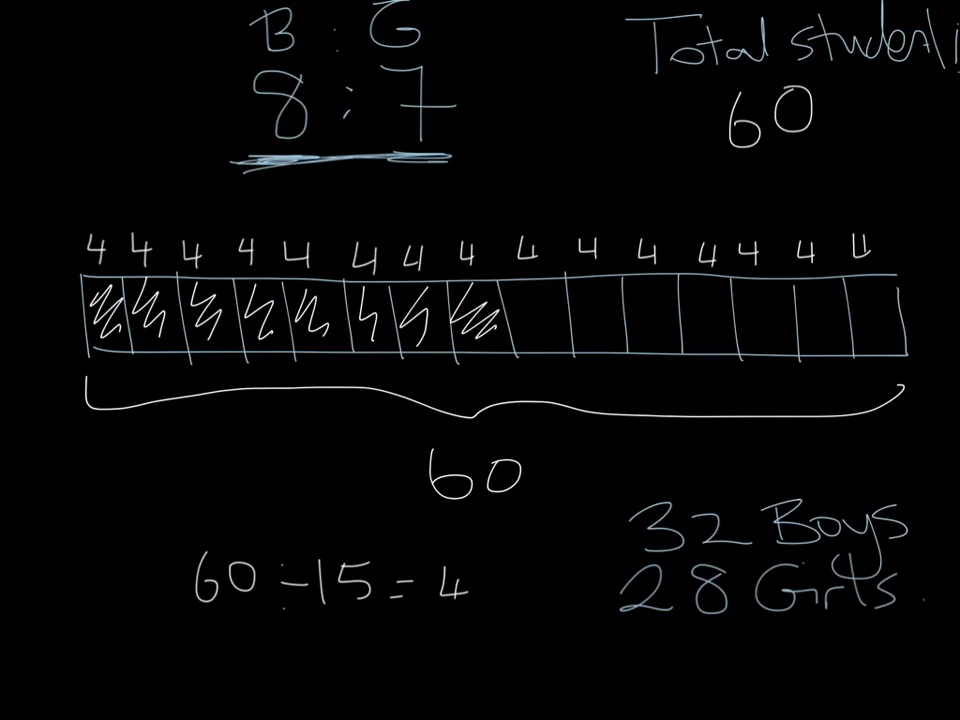 B : G
8 : 7
Total students
60
4 4 4 4 4 4 4 4 4 4 4 4 4 4 4
60
60 ÷ 15 = 4
32 Boys
28 Girls